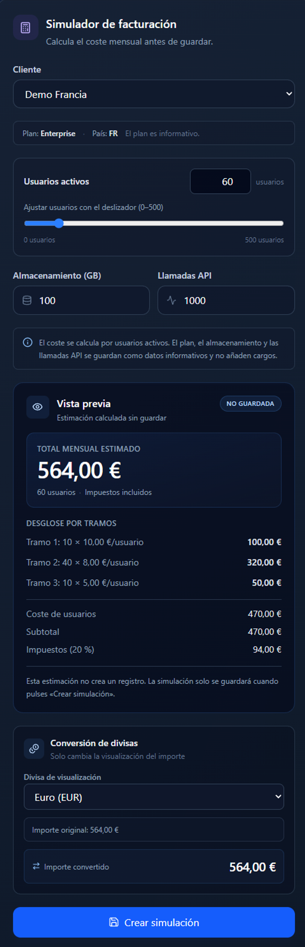 Simulador de facturación
Calcula el coste mensual antes de guardar.
Cliente
Demo Francia
Plan: Enterprise · País: FR El plan es informativo.
Usuarios activos
60 usuarios
Ajustar usuarios con el deslizador (0–500)
0 usuarios 500 usuarios
Almacenamiento (GB) Llamadas API
100 1000
El coste se calcula por usuarios activos. El plan, el almacenamiento y las
llamadas API se guardan como datos informativos y no añaden cargos.
Vista previa NO GUARDADA
Estimación calculada sin guardar
TOTAL MENSUAL ESTIMADO
564,00 €
60 usuarios · Impuestos incluidos
DESGLOSE POR TRAMOS
Tramo 1: 10 × 10,00 €/usuario 100,00 €
Tramo 2: 40 × 8,00 €/usuario 320,00 €
Tramo 3: 10 × 5,00 €/usuario 50,00 €
Coste de usuarios 470,00 €
Subtotal 470,00 €
Impuestos (20 %) 94,00 €
Esta estimación no crea un registro. La simulación solo se guardará cuando
pulses «Crear simulación».
Conversión de divisas
Solo cambia la visualización del importe
Divisa de visualización
Euro (EUR)
Importe original: 564,00 €
Importe convertido 564,00 €
Crear simulación